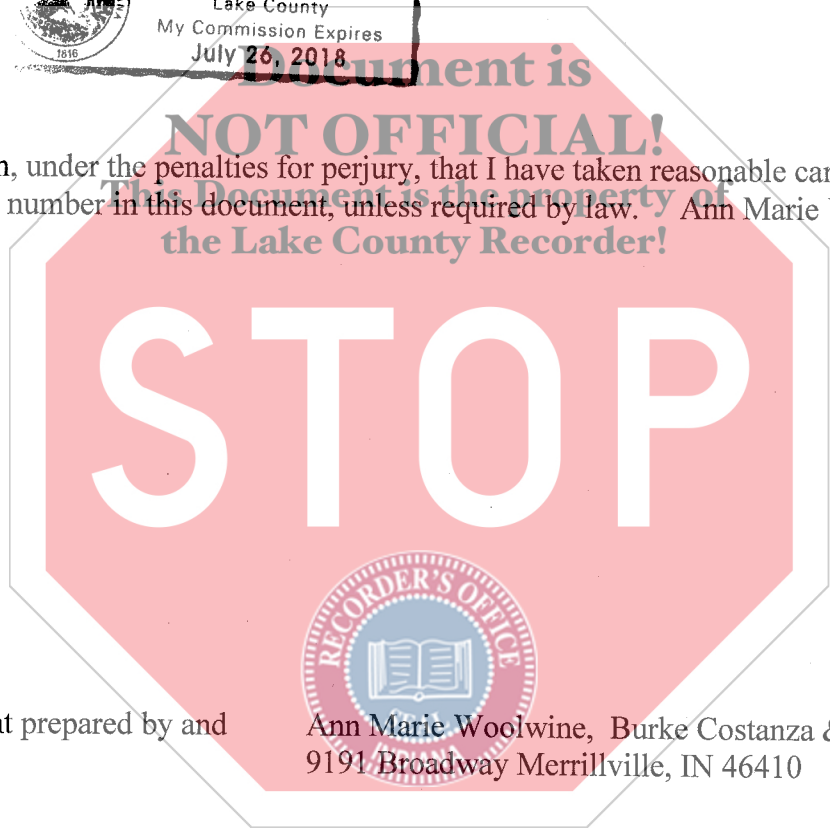 Lake County
My Commission Expires
1816
July 26, 2018
Document is
NOT OFFICIAL!
n, under the penalties for perjury, that I have taken reasonable car
This Document is the property of
number in this document, unless required by law. Ann Marie
the Lake County Recorder!
STOP
RECORDER'S OFFICE
nt prepared by and Ann Marie Woolwine, Burke Costanza &
INDIANA
9191 Broadway Merrillville, IN 46410